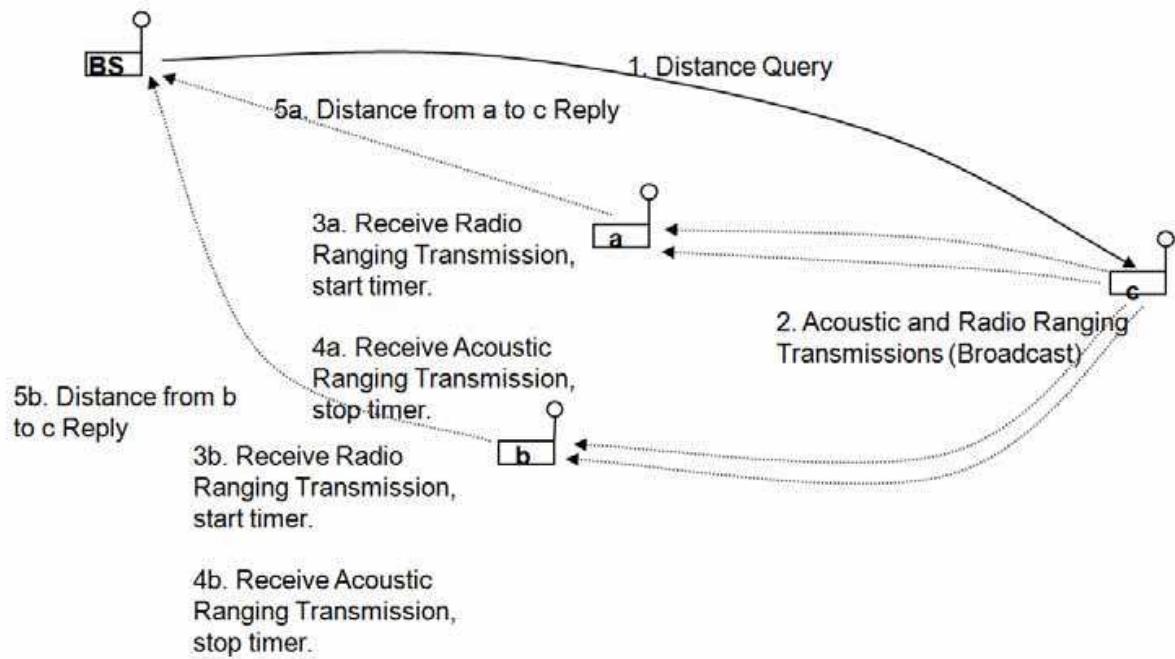 BS
1. Distance Query
5a. Distance from a to c Reply
3a. Receive Radio
Ranging Transmission,
start timer.
a
c
2. Acoustic and Radio Ranging
Transmissions (Broadcast)
4a. Receive Acoustic
Ranging Transmission,
stop timer.
5b. Distance from b
to c Reply
b
3b. Receive Radio
Ranging Transmission,
start timer.
4b. Receive Acoustic
Ranging Transmission,
stop timer.